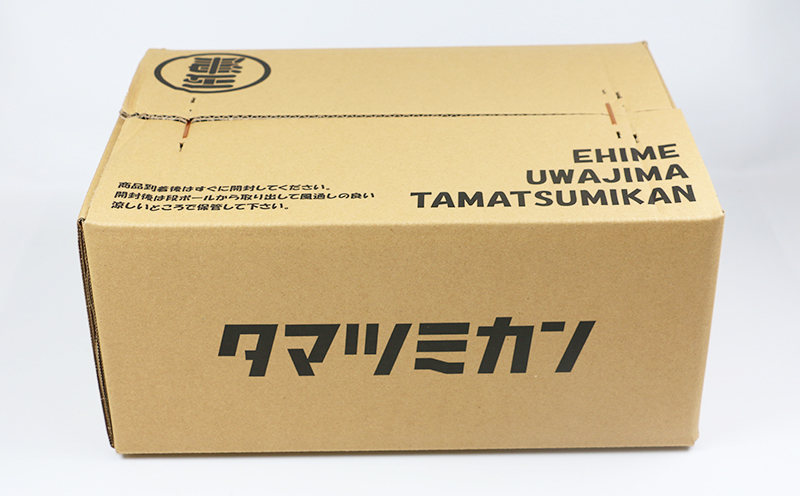 EHIME
UWAJIMA
TAMATSUMIKAN
商品到着後はすぐに開封してください。
開封後は段ボールから取り出して風通しの良い
涼しいところで保管して下さい。
タマツミカン